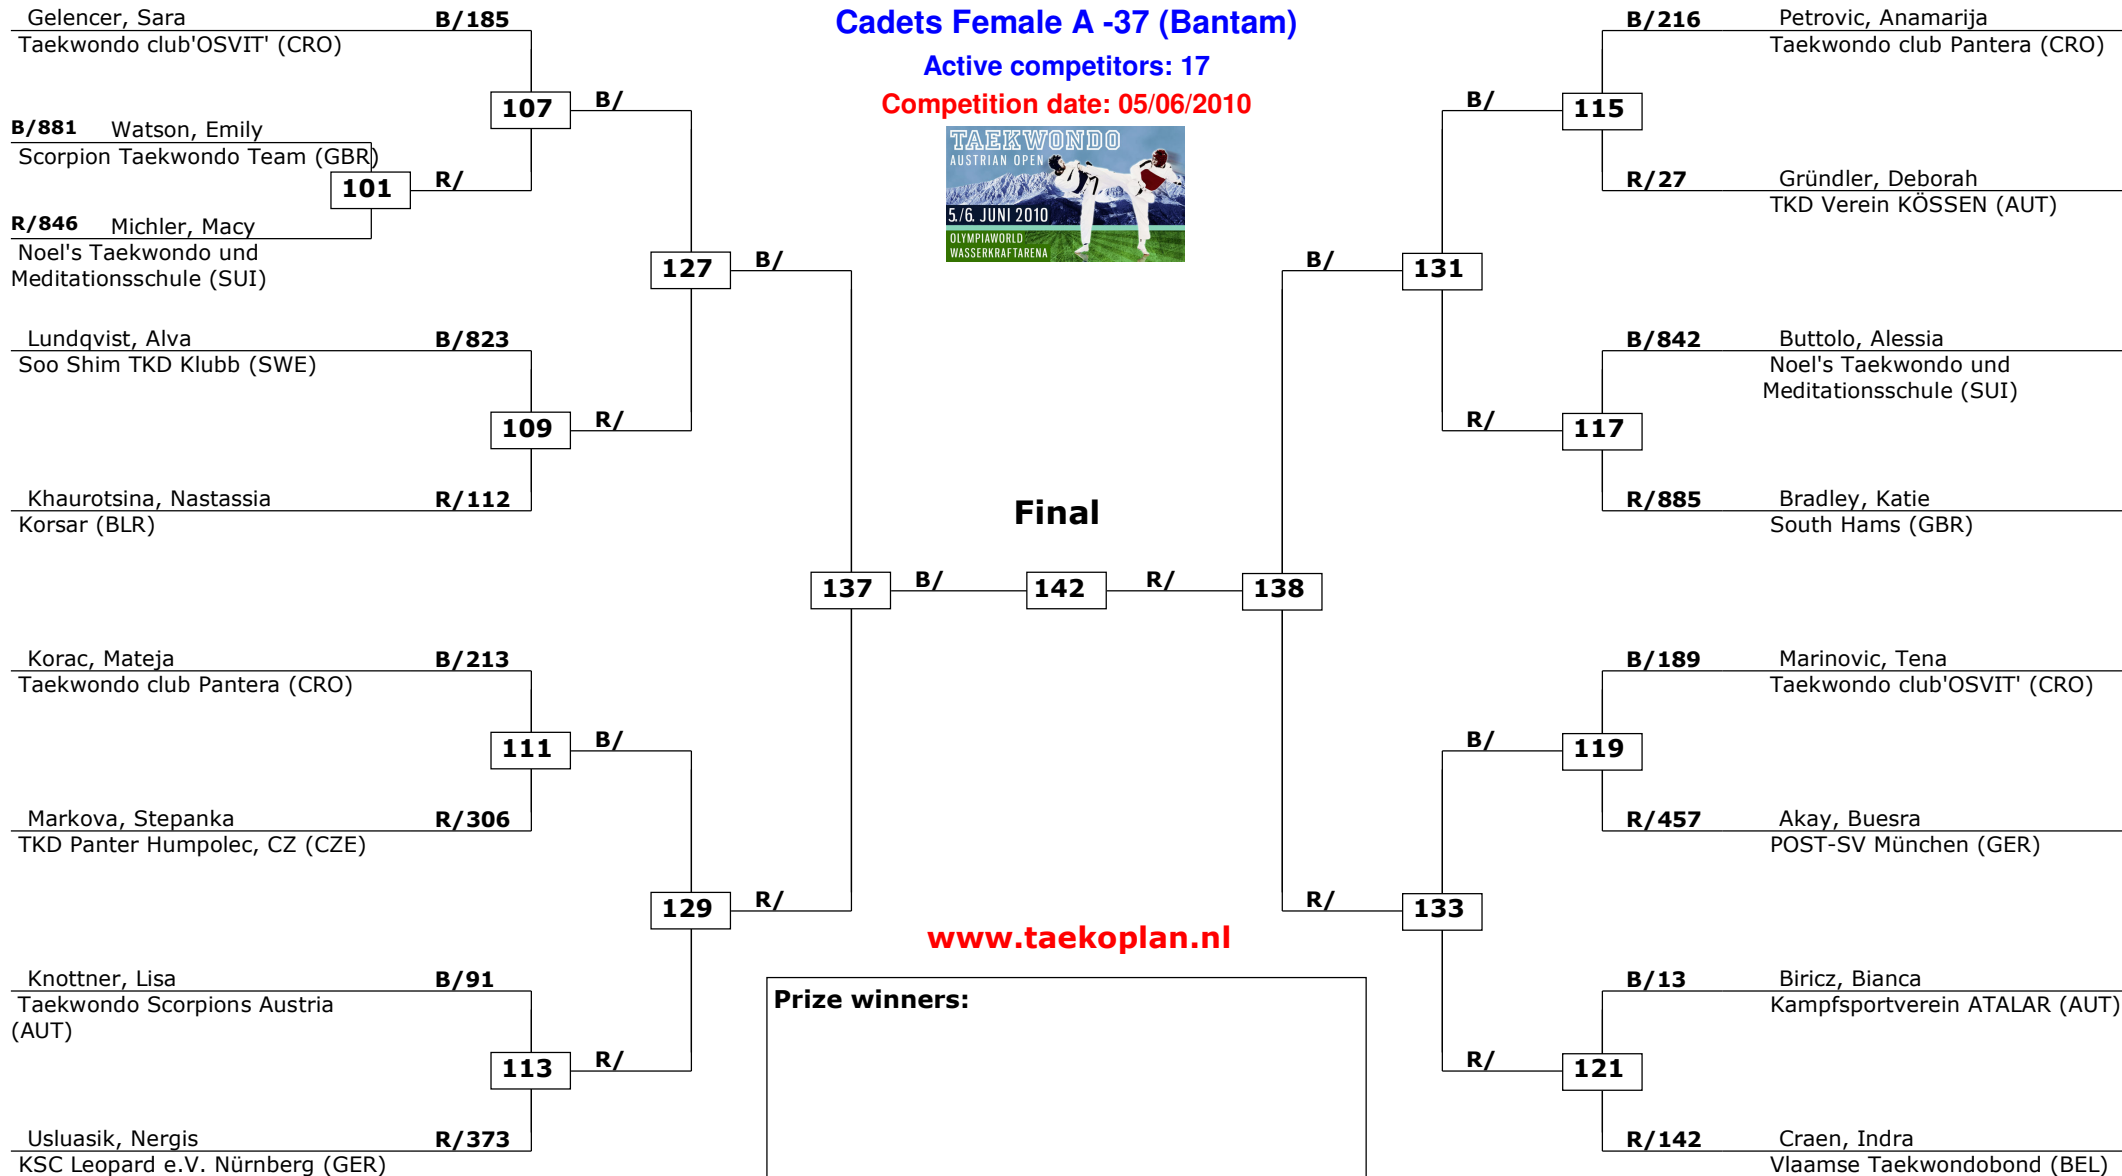 Cadets Female A -37 (Bantam)
Active competitors: 17
Competition date: 05/06/2010
TAEKWONDO
AUSTRIAN OPEN
5./6. JUNI 2010
OLYMPIAWORLD
WASSERKRAFTARENA
Gelencer, Sara B/185
Taekwondo club'OSVIT' (CRO)
107 B/
B/881 Watson, Emily
Scorpion Taekwondo Team (GBR)
101 R/
R/846 Michler, Macy
Noel's Taekwondo und
Meditationsschule (SUI)
127 B/
Lundqvist, Alva B/823
Soo Shim TKD Klubb (SWE)
109 R/
Khaurotsina, Nastassia R/112
Korsar (BLR)
Final
137 B/ 142 R/ 138
Korac, Mateja B/213
Taekwondo club Pantera (CRO)
111 B/
Markova, Stepanka R/306
TKD Panter Humpolec, CZ (CZE)
129 R/
Knottner, Lisa B/91
Taekwondo Scorpions Austria
(AUT)
113 R/
Usluasik, Nergis R/373
KSC Leopard e.V. Nürnberg (GER)
B/216 Petrovic, Anamarija
Taekwondo club Pantera (CRO)
B/ 115
R/27 Gründler, Deborah
TKD Verein KÖSSEN (AUT)
B/ 131
B/842 Buttolo, Alessia
Noel's Taekwondo und
Meditationsschule (SUI)
R/ 117
R/885 Bradley, Katie
South Hams (GBR)
B/189 Marinovic, Tena
Taekwondo club'OSVIT' (CRO)
B/ 119
R/457 Akay, Buesra
POST-SV München (GER)
R/ 133
B/13 Biricz, Bianca
Kampfsportverein ATALAR (AUT)
R/ 121
R/142 Craen, Indra
Vlaamse Taekwondobond (BEL)
www.taekoplan.nl
Prize winners: